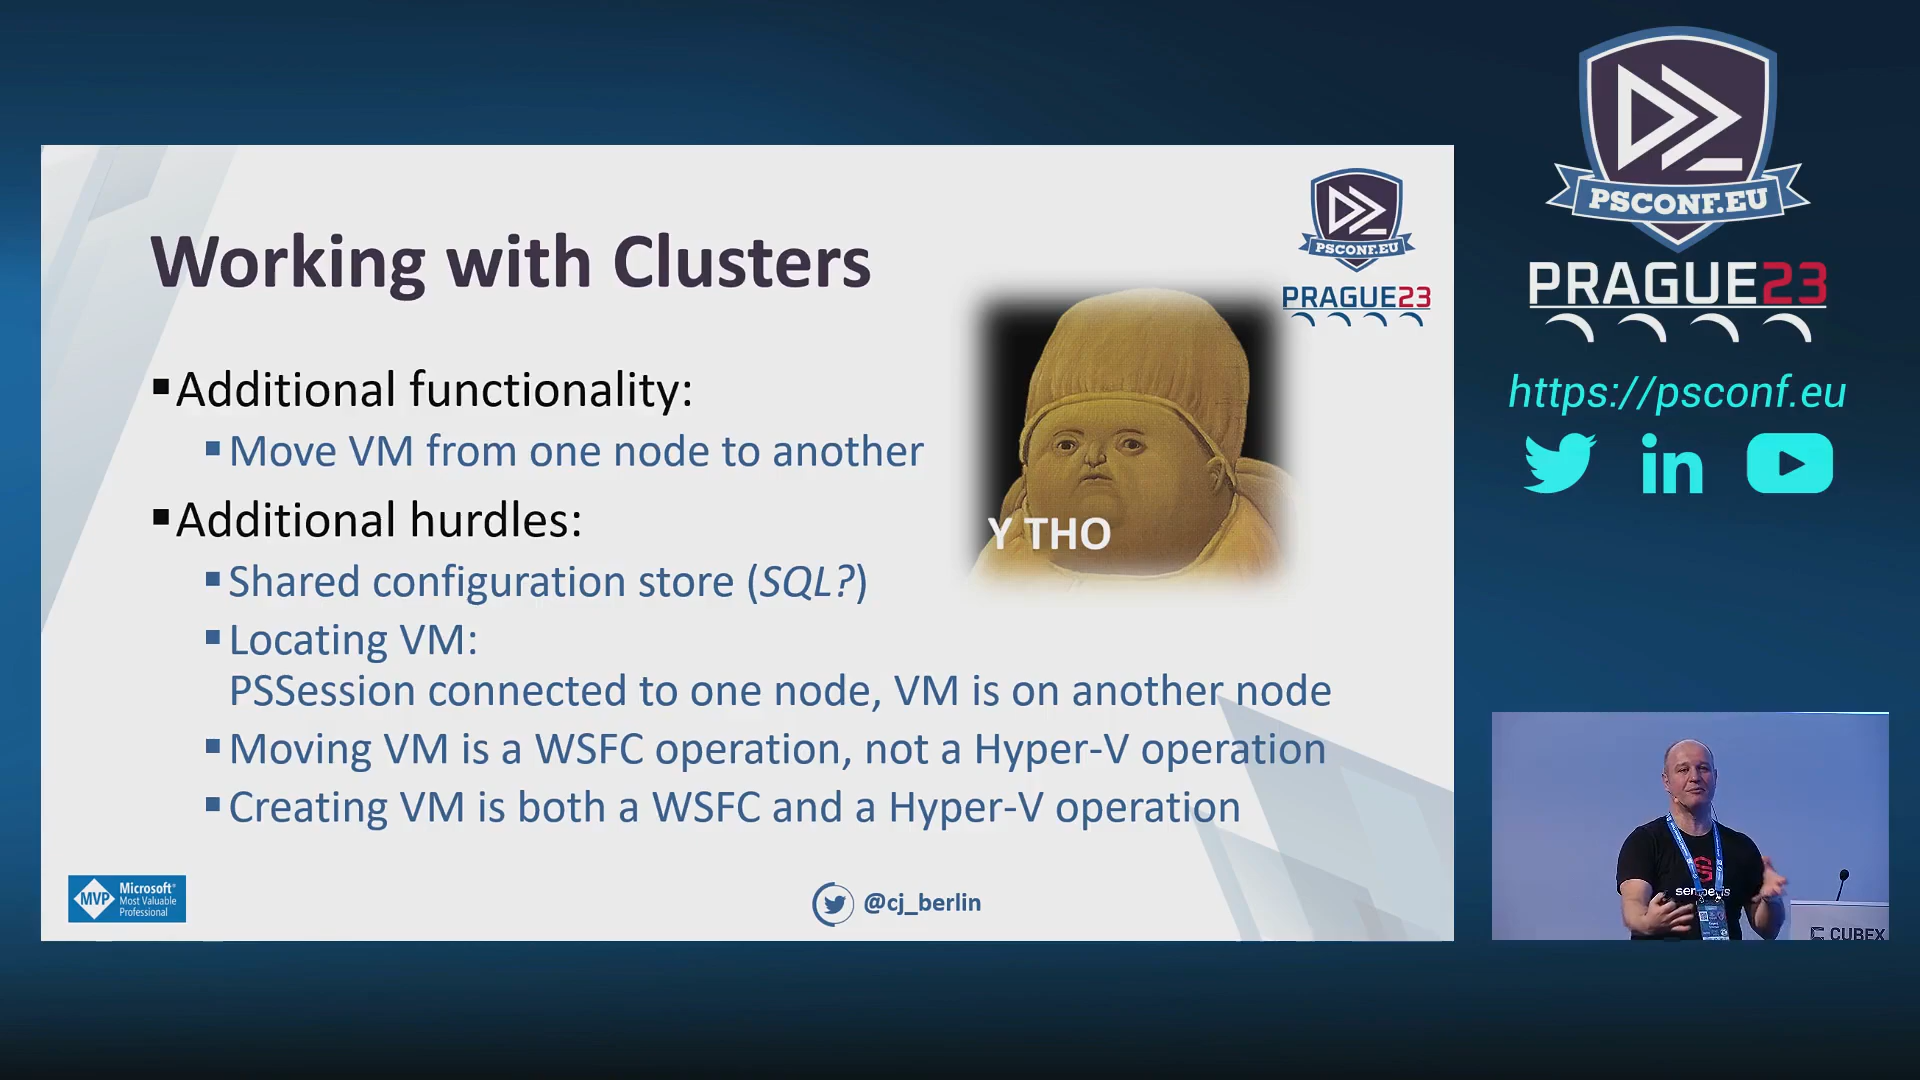 Working with Clusters
PSCONF.EU
PRAGUE23
Additional functionality:
Move VM from one node to another
Additional hurdles:
Shared configuration store (SQL?)
Locating VM:
PSSession connected to one node, VM is on another node
Moving VM is a WSFC operation, not a Hyper-V operation
Creating VM is both a WSFC and a Hyper-V operation
Y THO
MVP
Microsoft®
Most Valuable
Professional
@cj_berlin
PSCONF.EU
PRAGUE23
https://psconf.eu
in
semperis
CUBEX